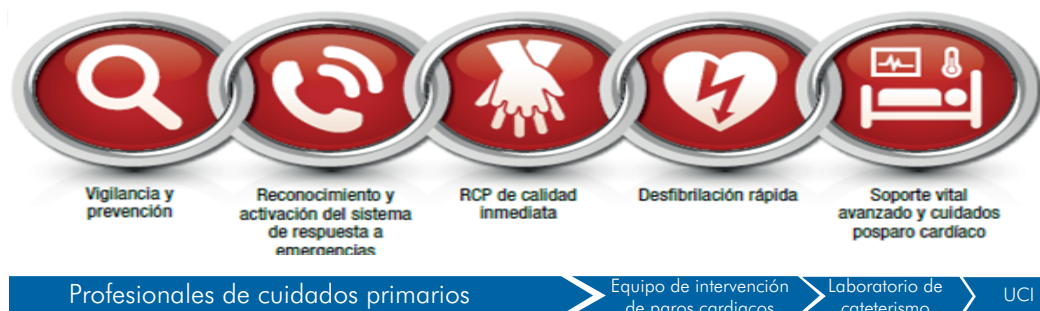 Vigilancia y
prevención
Reconocimiento y
activación del sistema
de respuesta a
emergencias
RCP de calidad
inmediata
Desfibrilación rápida
Soporte vital
avanzado y cuidados
posparo cardíaco
Profesionales de cuidados primarios
Equipo de intervención
de paros cardiacos
Laboratorio de
cateterismo
UCI